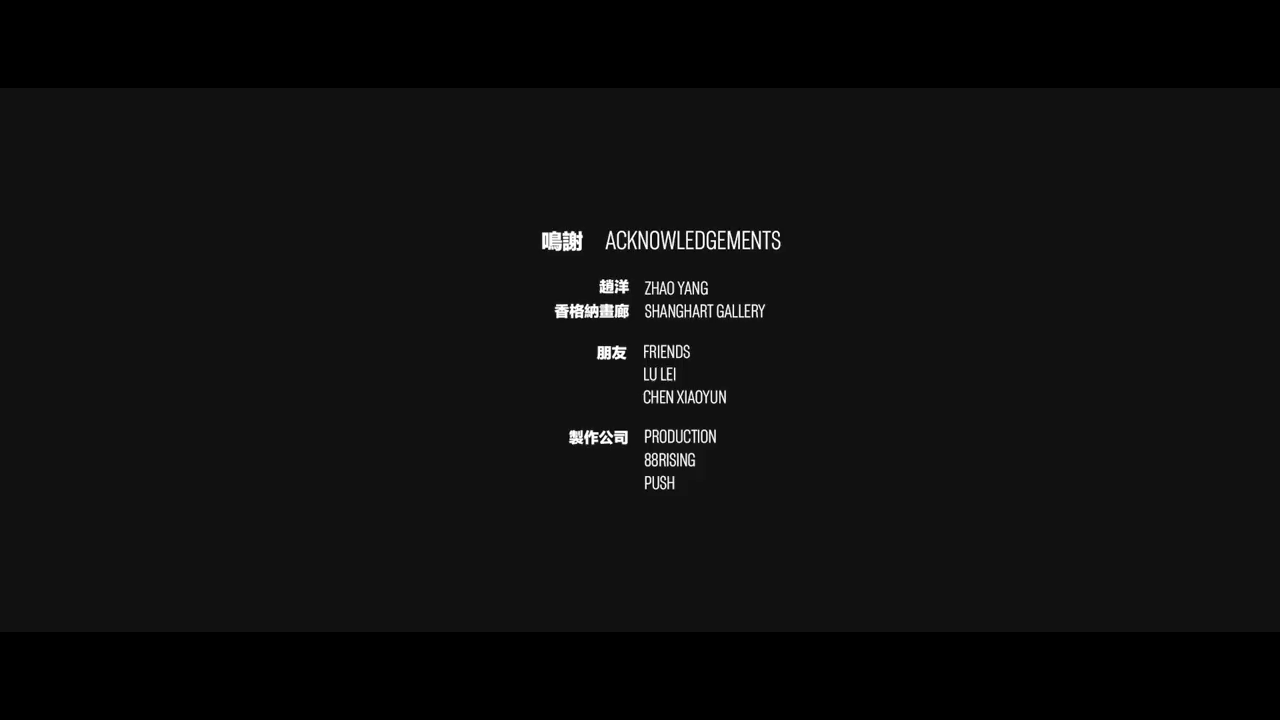 鳴謝 ACKNOWLEDGEMENTS
趙洋 ZHAO YANG
香格納畫廊 SHANGHART GALLERY
朋友 FRIENDS
LU LEI
CHEN XIAOYUN
製作公司 PRODUCTION
88RISING
PUSH